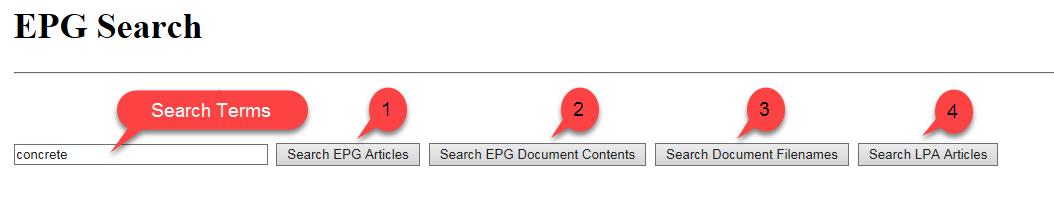 EPG Search
Search Terms 1 2 3 4
concrete Search EPG Articles Search EPG Document Contents Search Document Filenames Search LPA Articles